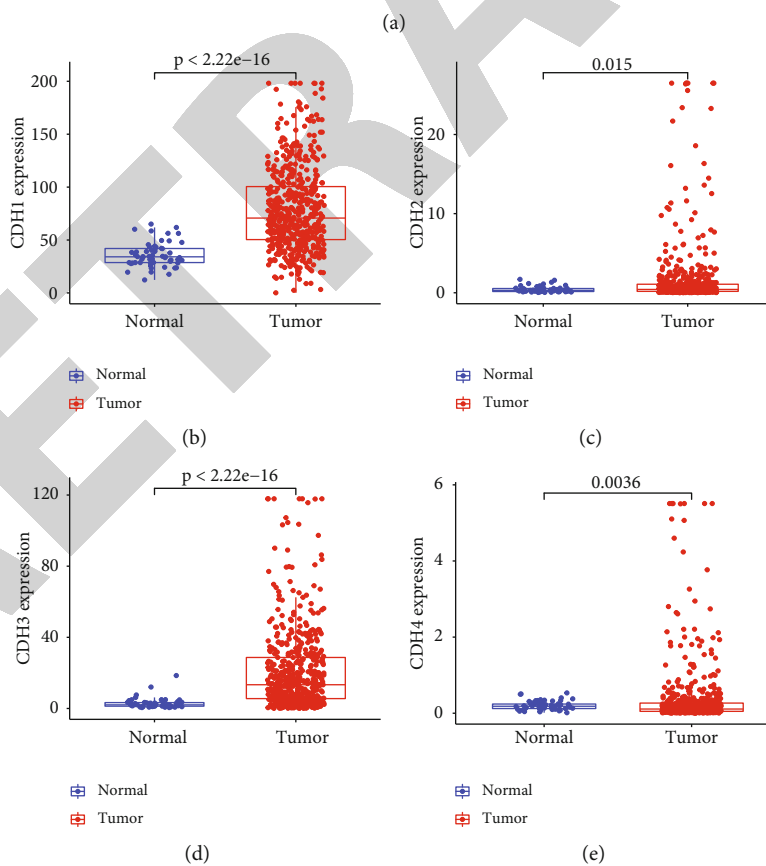 (a)
p < 2.22e−16
CDH1 expression
200
150
100
50
0
Normal
Tumor
Normal
Tumor
(b)
0.015
CDH2 expression
20
10
0
Normal
Tumor
Normal
Tumor
(c)
p < 2.22e−16
CDH3 expression
120
80
40
0
Normal
Tumor
Normal
Tumor
(d)
0.0036
CDH4 expression
6
4
2
0
Normal
Tumor
Normal
Tumor
(e)